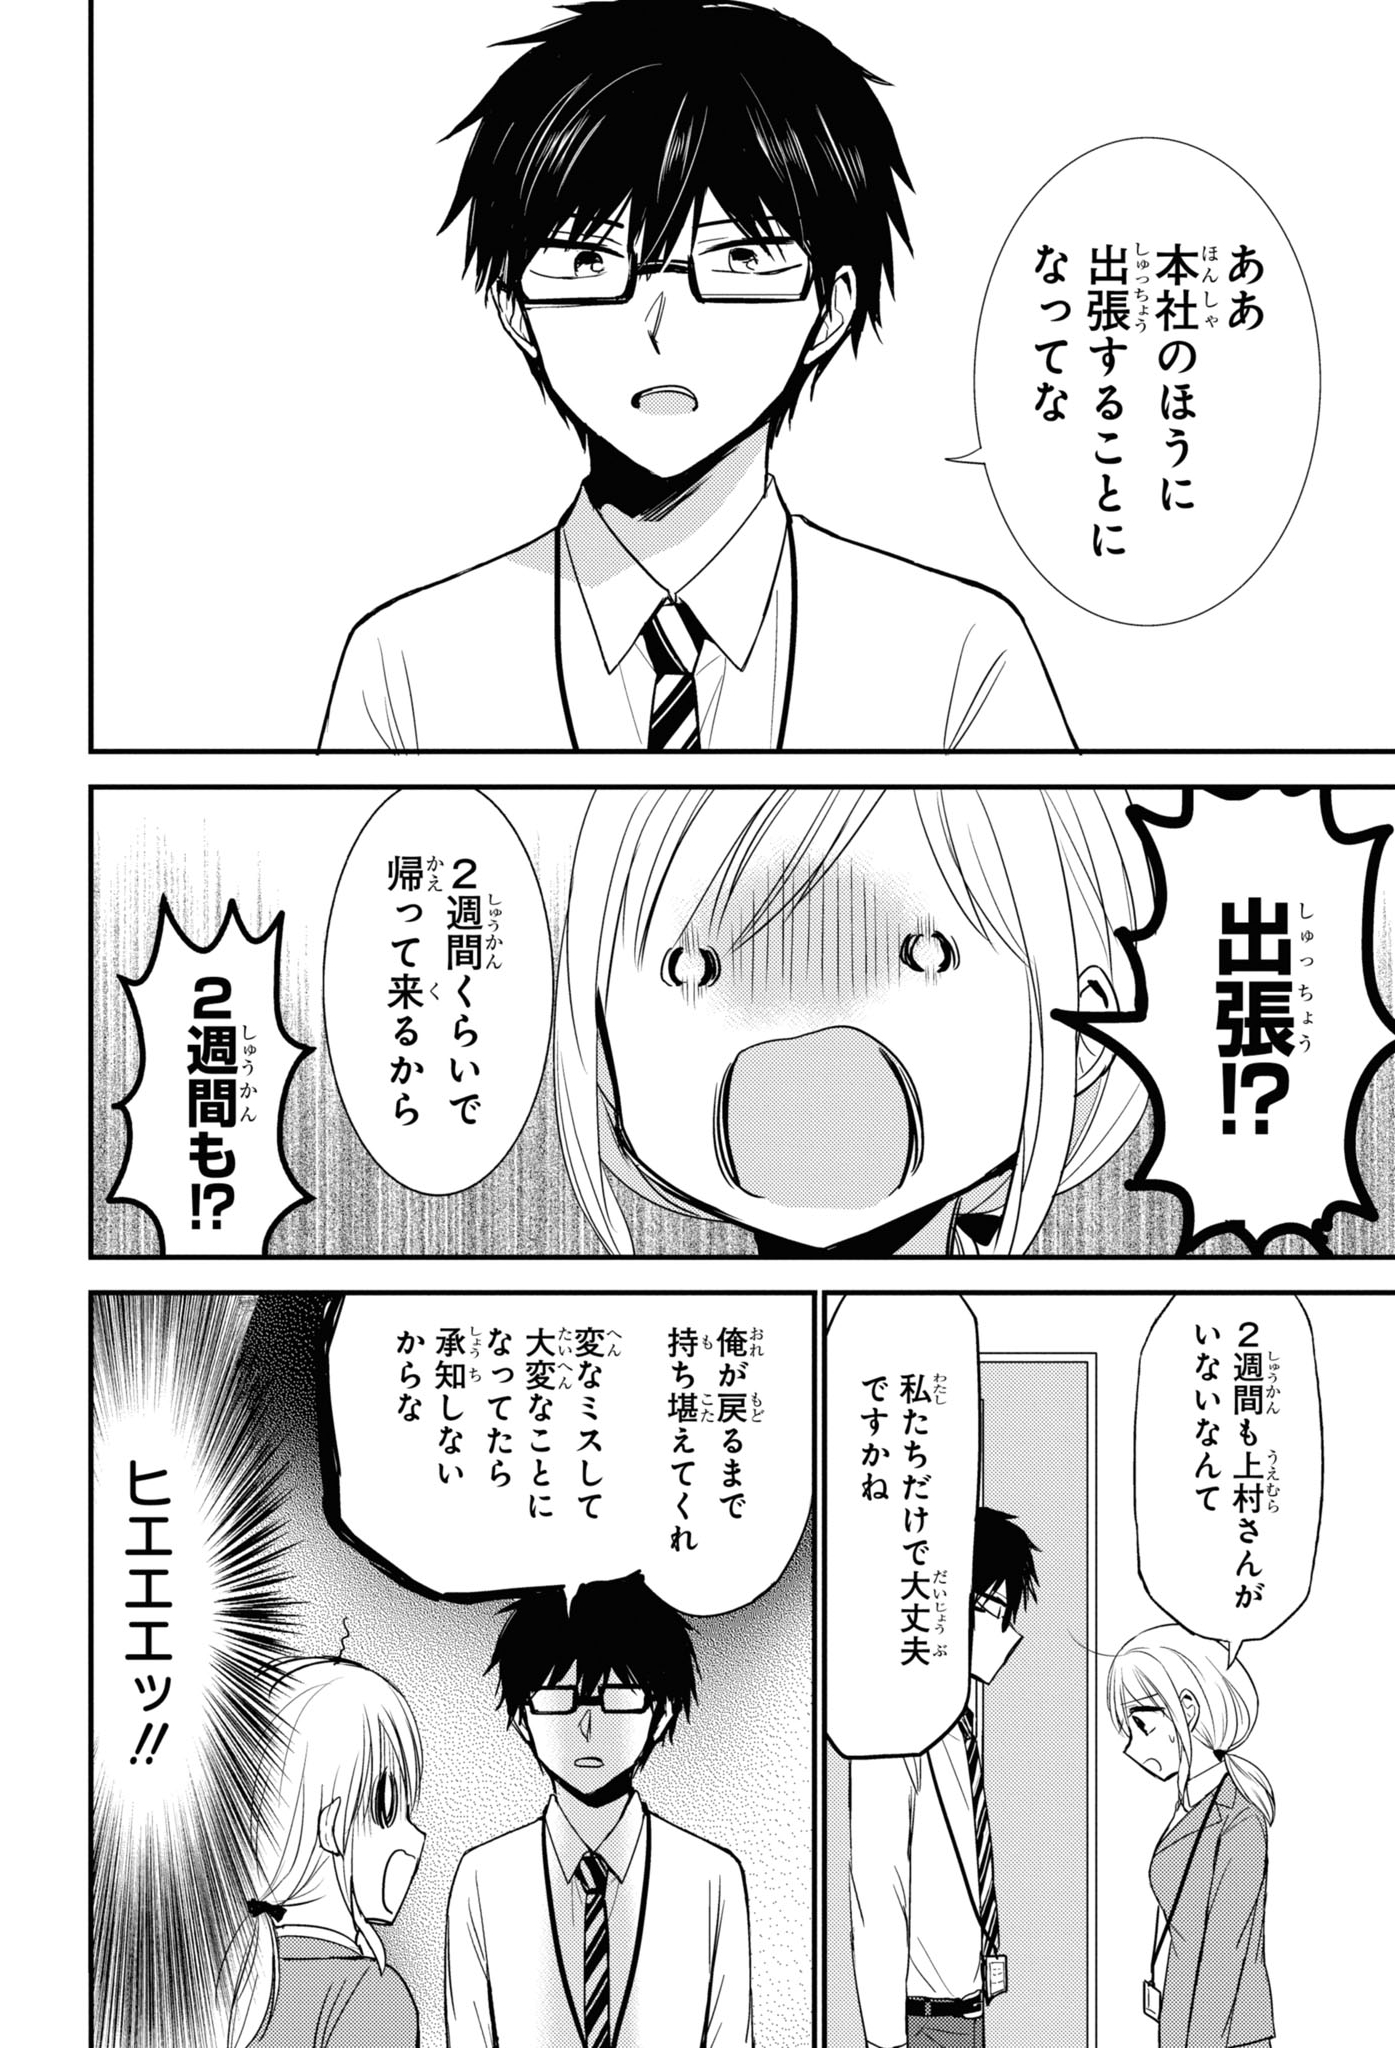 ああ
本社のほうに
出張することに
なってな
出張!?
2週間くらいで
帰って来るから
2週間も!?
2週間も上村さんが
いないなんて
私たちだけで大丈夫
ですかね
俺が戻るまで
持ち堪えてくれ
変なミスして
大変なことに
なってたら
承知しない
からな
ヒエエエッ!!